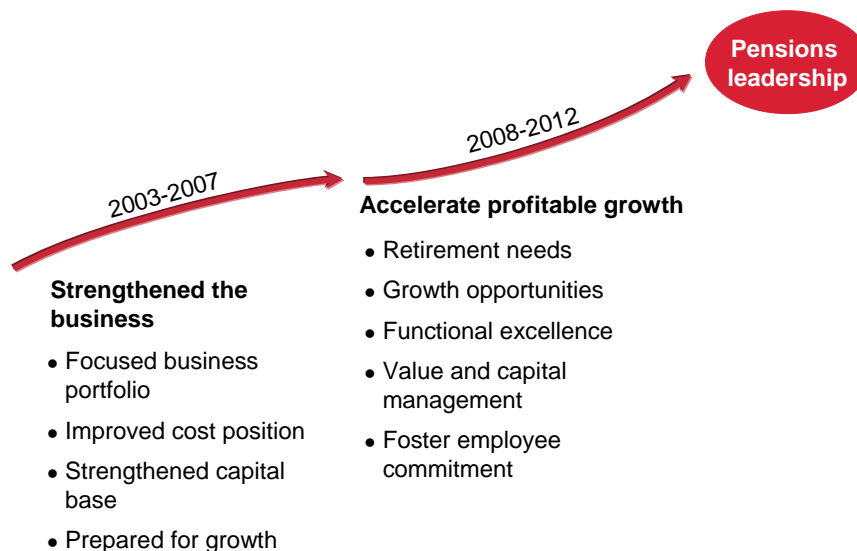 Pensions
leadership
2008-2012
2003-2007
Accelerate profitable growth
• Retirement needs
• Growth opportunities
• Functional excellence
• Value and capital
management
• Foster employee
commitment
Strengthened the
business
• Focused business
portfolio
• Improved cost position
• Strengthened capital
base
• Prepared for growth